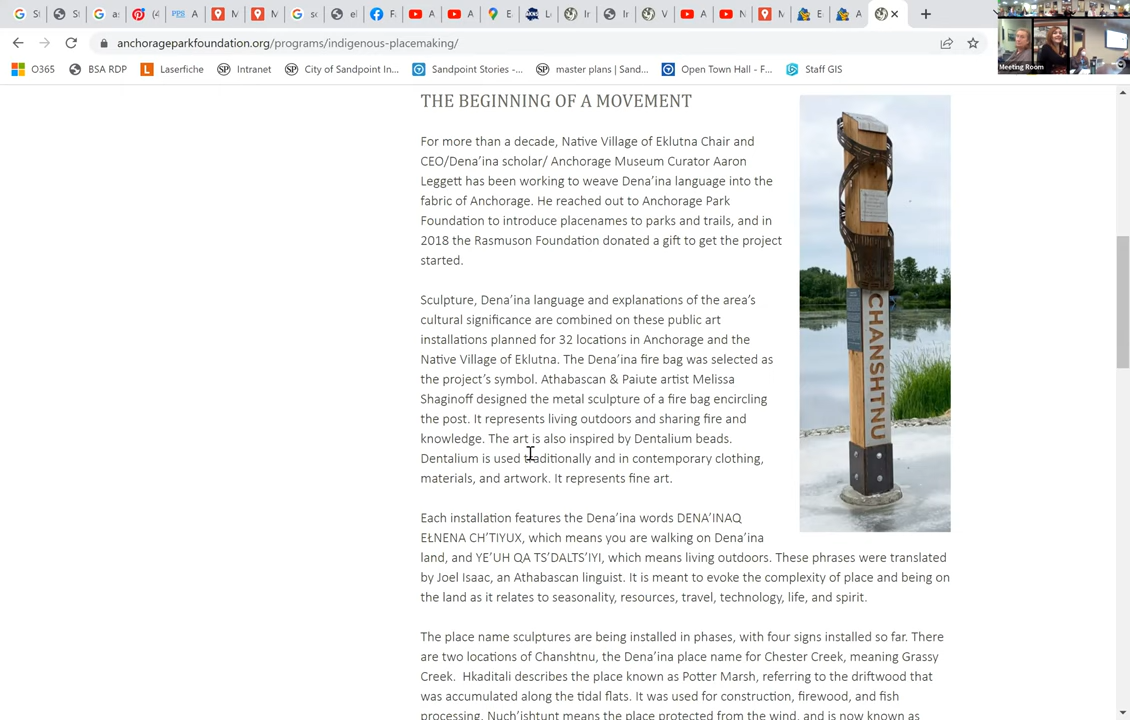 anchorageparkfoundation.org/programs/indigenous-placemaking/
O365
BSA RDP
Laserfiche
Intranet
City of Sandpoint In...
Sandpoint Stories -...
master plans | Sand...
Open Town Hall - F...
Staff GIS
Meeting Room
THE BEGINNING OF A MOVEMENT
For more than a decade, Native Village of Eklutna Chair and
CEO/Dena’ina scholar/ Anchorage Museum Curator Aaron
Leggett has been working to weave Dena’ina language into the
fabric of Anchorage. He reached out to Anchorage Park
Foundation to introduce placenames to parks and trails, and in
2018 the Rasmuson Foundation donated a gift to get the project
started.
Sculpture, Dena’ina language and explanations of the area’s
cultural significance are combined on these public art
installations planned for 32 locations in Anchorage and the
Native Village of Eklutna. The Dena’ina fire bag was selected as
the project’s symbol. Athabascan & Paiute artist Melissa
Shaginoff designed the metal sculpture of a fire bag encircling
the post. It represents living outdoors and sharing fire and
knowledge. The art is also inspired by Dentalium beads.
Dentalium is used traditionally and in contemporary clothing,
materials, and artwork. It represents fine art.
CHANSHTNU
Each installation features the Dena’ina words DENA’INAQ
EŁNENA CH’TIYUX, which means you are walking on Dena’ina
land, and YE’UH QA TS’DALTS’IYI, which means living outdoors. These phrases were translated
by Joel Isaac, an Athabascan linguist. It is meant to evoke the complexity of place and being on
the land as it relates to seasonality, resources, travel, technology, life, and spirit.
The place name sculptures are being installed in phases, with four signs installed so far. There
are two locations of Chanshtnu, the Dena’ina place name for Chester Creek, meaning Grassy
Creek. Hkaditali describes the place known as Potter Marsh, referring to the driftwood that
was accumulated along the tidal flats. It was used for construction, firewood, and fish
processing. Nuch’ishtunt means the place protected from the wind, and is now known as